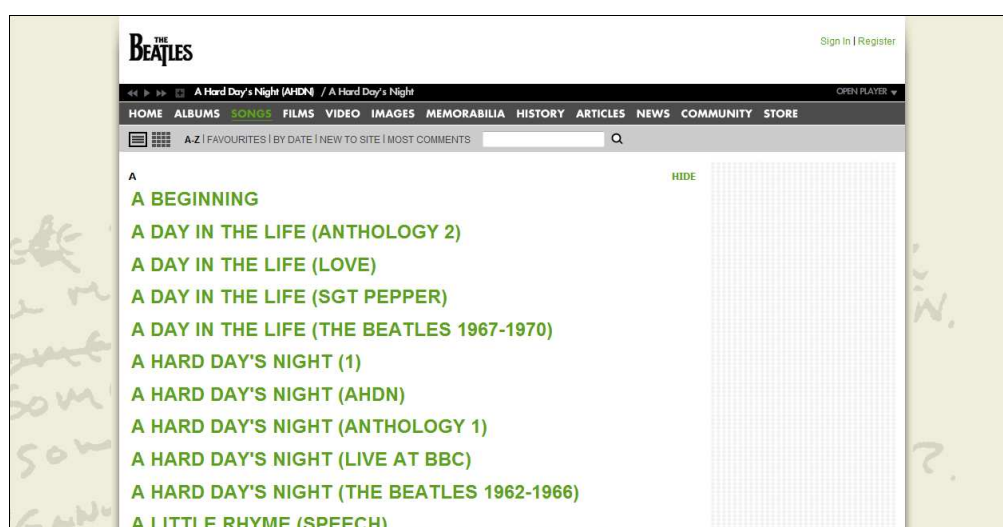 THE
BEATLES
Sign In | Register
A Hard Day's Night (AHDN) / A Hard Day's Night
OPEN PLAYER
HOME ALBUMS SONGS FILMS VIDEO IMAGES MEMORABILIA HISTORY ARTICLES NEWS COMMUNITY STORE
A-Z | FAVOURITES | BY DATE | NEW TO SITE | MOST COMMENTS
A HIDE
A BEGINNING
A DAY IN THE LIFE (ANTHOLOGY 2)
A DAY IN THE LIFE (LOVE)
A DAY IN THE LIFE (SGT PEPPER)
A DAY IN THE LIFE (THE BEATLES 1967-1970)
A HARD DAY'S NIGHT (1)
A HARD DAY'S NIGHT (AHDN)
A HARD DAY'S NIGHT (ANTHOLOGY 1)
A HARD DAY'S NIGHT (LIVE AT BBC)
A HARD DAY'S NIGHT (THE BEATLES 1962-1966)
A LITTLE RHYME (SPEECH)